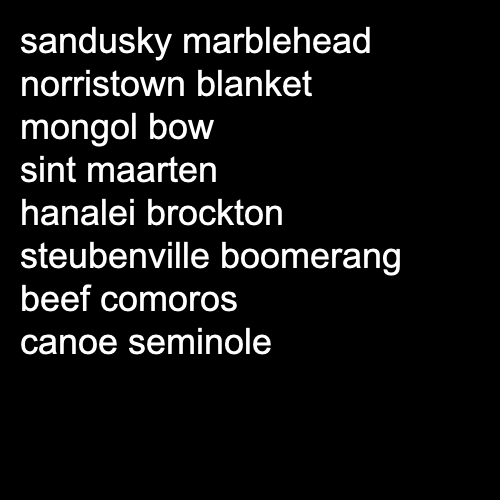 sandusky marblehead
norristown blanket
mongol bow
sint maarten
hanalei brockton
steubenville boomerang
beef comoros
canoe seminole